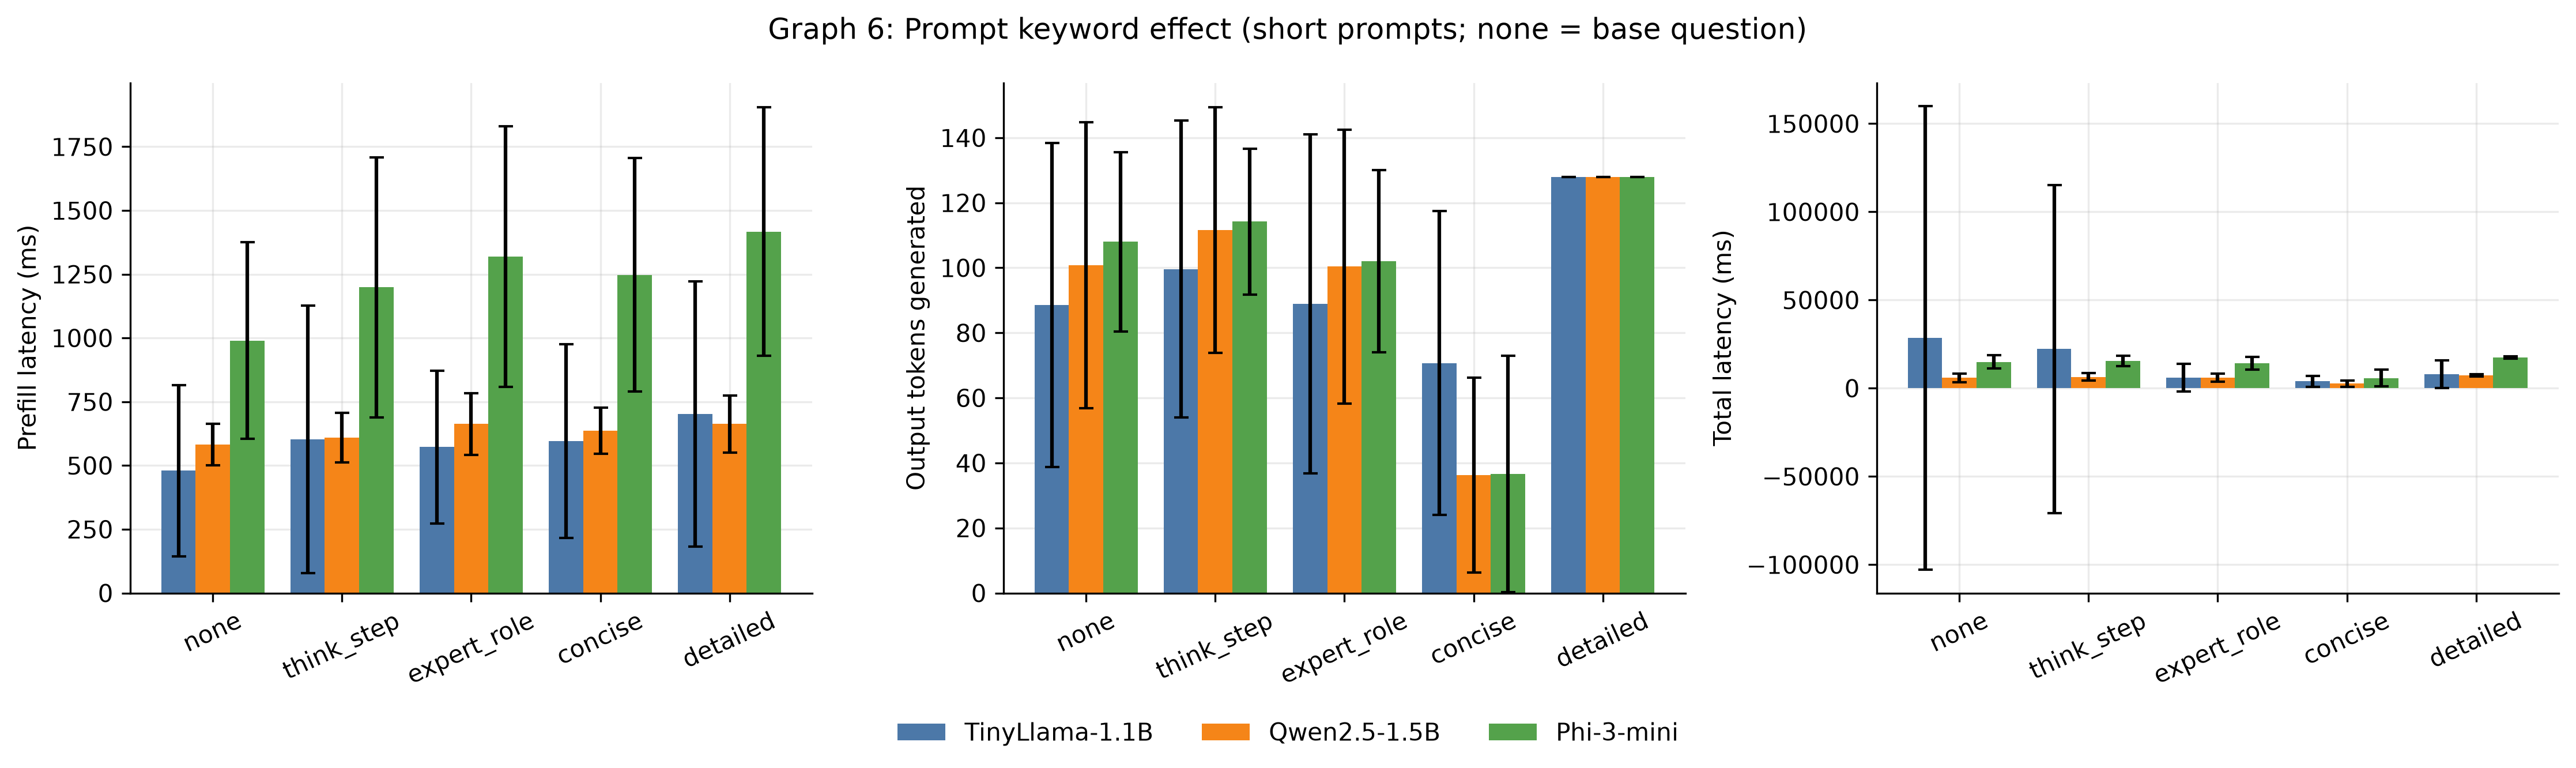 Graph 6: Prompt keyword effect (short prompts; none = base question)
Prefill latency (ms)
1750
1500
1250
1000
750
500
250
0
none
think_step
expert_role
concise
detailed
Output tokens generated
140
120
100
80
60
40
20
0
none
think_step
expert_role
concise
detailed
Total latency (ms)
150000
100000
50000
0
−50000
−100000
none
think_step
expert_role
concise
detailed
TinyLlama-1.1B
Qwen2.5-1.5B
Phi-3-mini